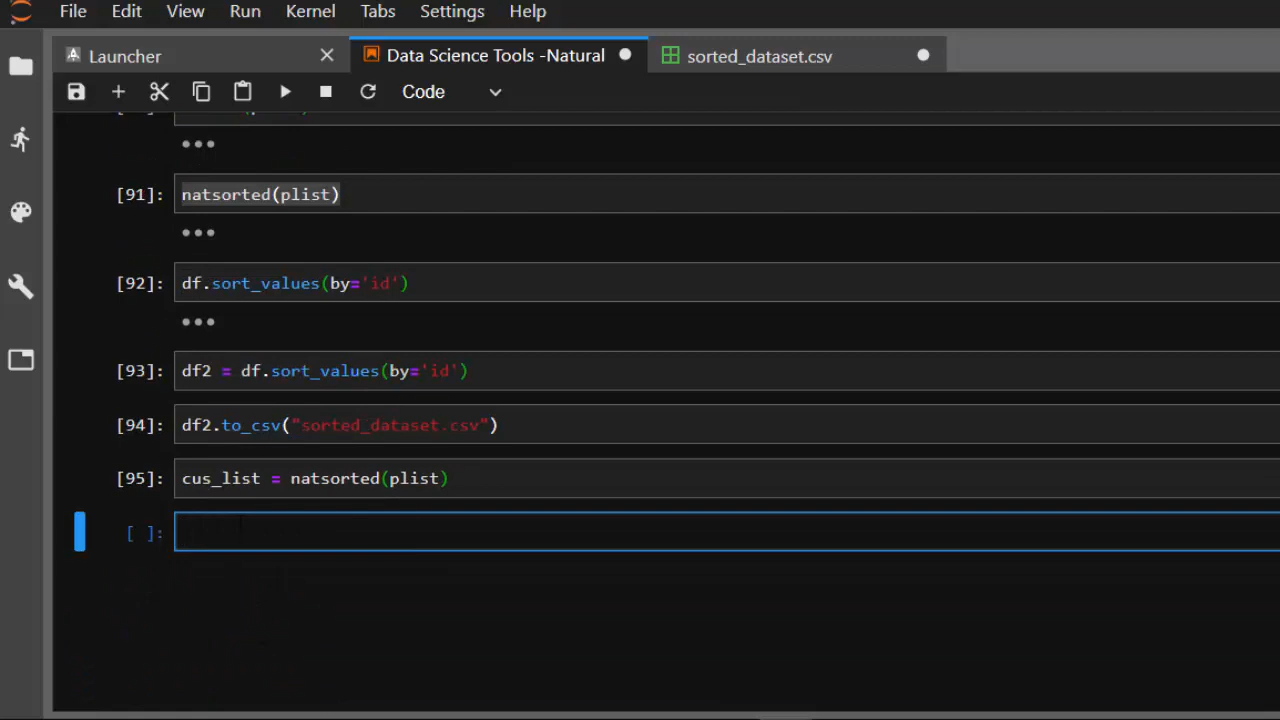 File Edit View Run Kernel Tabs Settings Help
Launcher Data Science Tools -Natural sorted_dataset.csv
Code
[91]: natsorted(plist)
[92]: df.sort_values(by='id')
[93]: df2 = df.sort_values(by='id')
[94]: df2.to_csv("sorted_dataset.csv")
[95]: cus_list = natsorted(plist)
[ ]: